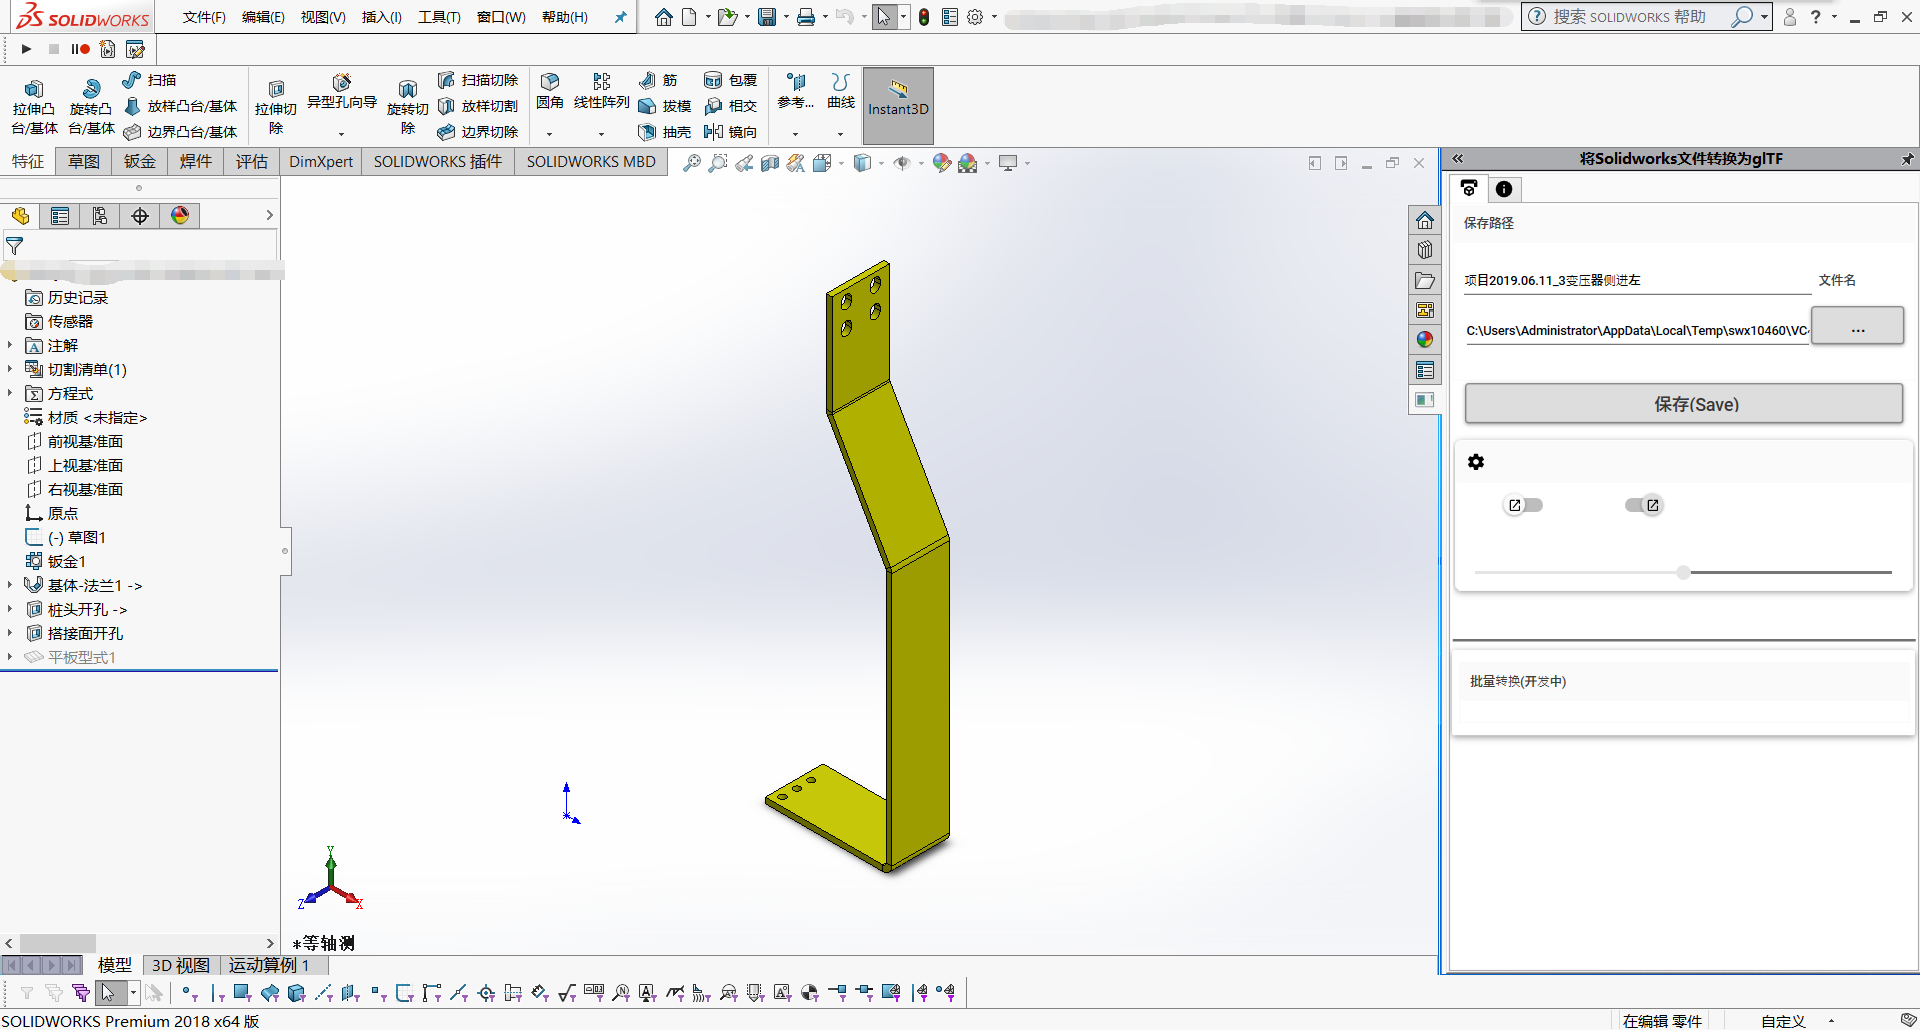 SOLIDWORKS 文件(F) 编辑(E) 视图(V) 插入(I) 工具(T) 窗口(W) 帮助(H) 搜索 SOLIDWORKS 帮助
拉伸凸台/基体
旋转凸台/基体
扫描
放样凸台/基体
边界凸台/基体
拉伸切除
异型孔向导
旋转切除
扫描切除
放样切割
边界切除
圆角
线性阵列
筋
拔模
抽壳
包覆
相交
镜向
参考...
曲线
Instant3D
特征 草图 钣金 焊件 评估 DimXpert SOLIDWORKS 插件 SOLIDWORKS MBD
历史记录
传感器
注解
切割清单(1)
方程式
材质 <未指定>
前视基准面
上视基准面
右视基准面
原点
(-) 草图1
钣金1
基体-法兰1 ->
桩头开孔 ->
搭接面开孔
平板型式1
Y
Z
X
*等轴测
将Solidworks文件转换为glTF
保存路径
项目2019.06.11_3变压器侧进左 文件名
C:\Users\Administrator\AppData\Local\Temp\swx10460\VC ...
保存(Save)
批量转换(开发中)
模型 3D 视图 运动算例 1
SOLIDWORKS Premium 2018 x64 版 在编辑 零件 自定义